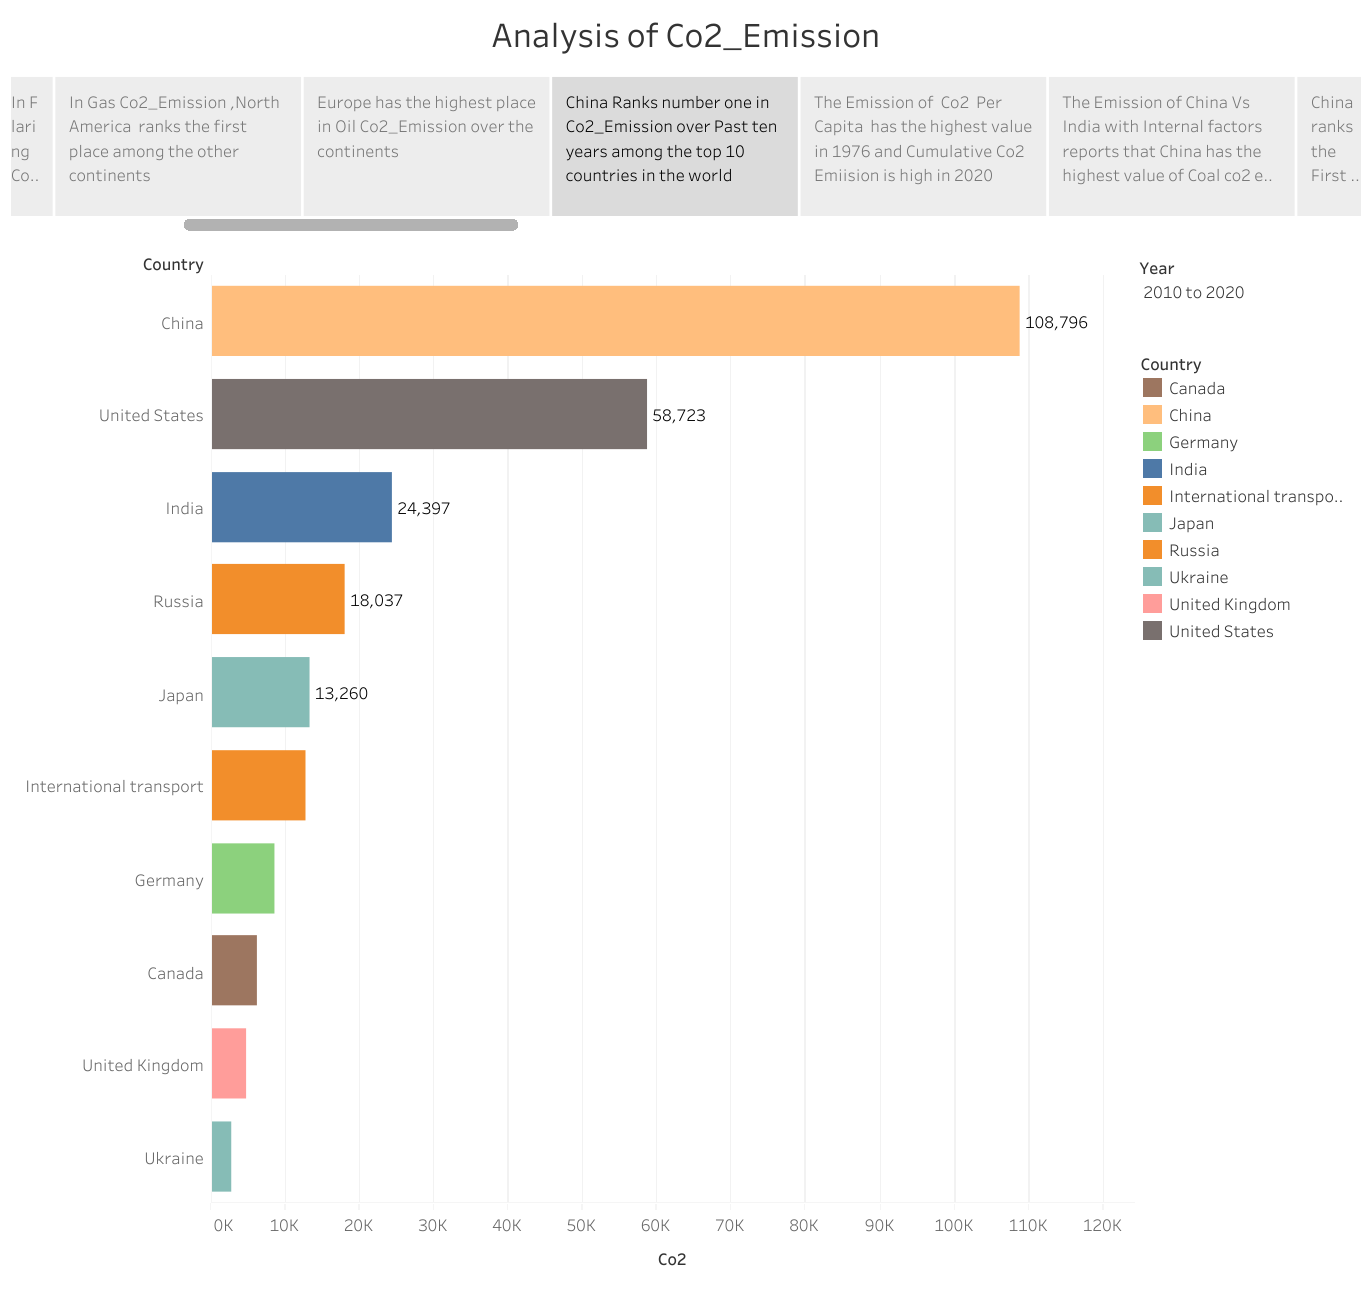 Analysis of Co2_Emission
In F
lari
ng
Co..
In Gas Co2_Emission ,North
America  ranks the first
place among the other
continents
Europe has the highest place
in Oil Co2_Emission over the
continents
China Ranks number one in
Co2_Emission over Past ten
years among the top 10
countries in the world
The Emission of  Co2  Per
Capita  has the highest value
in 1976 and Cumulative Co2
Emiision is high in 2020
The Emission of China Vs
India with Internal factors
reports that China has the
highest value of Coal co2 e..
China
ranks
the
First ..
Country
China
108,796
United States
58,723
India
24,397
Russia
18,037
Japan
13,260
International transport
Germany
Canada
United Kingdom
Ukraine
0K 10K 20K 30K 40K 50K 60K 70K 80K 90K 100K 110K 120K
Co2
Year
2010 to 2020
Country
Canada
China
Germany
India
International transpo..
Japan
Russia
Ukraine
United Kingdom
United States